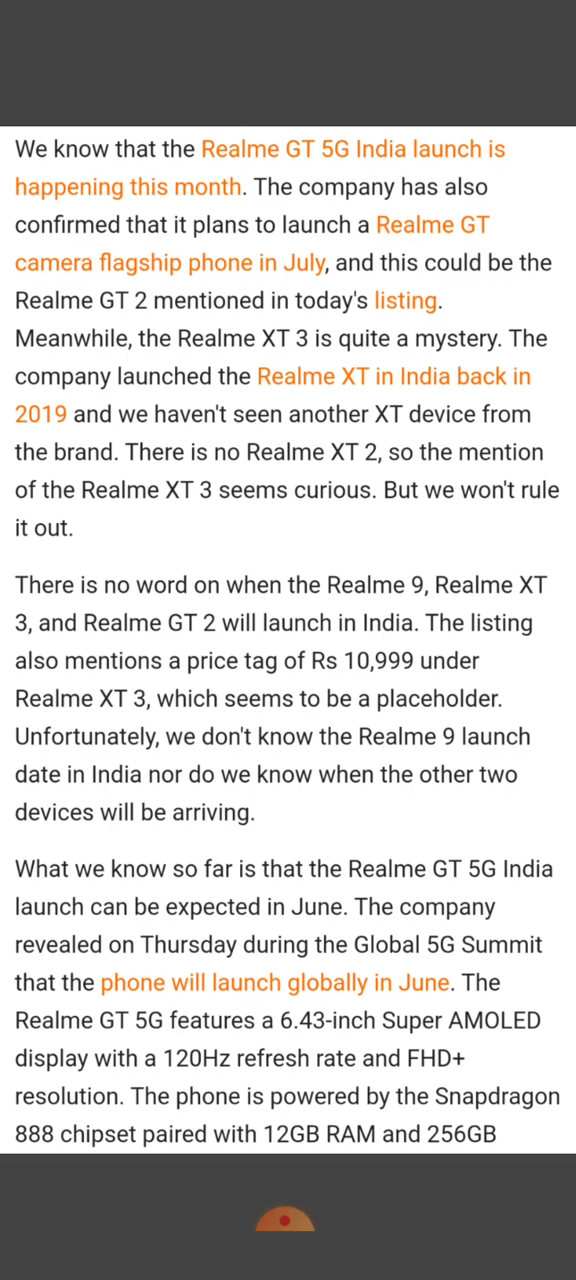 We know that the Realme GT 5G India launch is
happening this month. The company has also
confirmed that it plans to launch a Realme GT
camera flagship phone in July, and this could be the
Realme GT 2 mentioned in today's listing.
Meanwhile, the Realme XT 3 is quite a mystery. The
company launched the Realme XT in India back in
2019 and we haven't seen another XT device from
the brand. There is no Realme XT 2, so the mention
of the Realme XT 3 seems curious. But we won't rule
it out.
There is no word on when the Realme 9, Realme XT
3, and Realme GT 2 will launch in India. The listing
also mentions a price tag of Rs 10,999 under
Realme XT 3, which seems to be a placeholder.
Unfortunately, we don't know the Realme 9 launch
date in India nor do we know when the other two
devices will be arriving.
What we know so far is that the Realme GT 5G India
launch can be expected in June. The company
revealed on Thursday during the Global 5G Summit
that the phone will launch globally in June. The
Realme GT 5G features a 6.43-inch Super AMOLED
display with a 120Hz refresh rate and FHD+
resolution. The phone is powered by the Snapdragon
888 chipset paired with 12GB RAM and 256GB